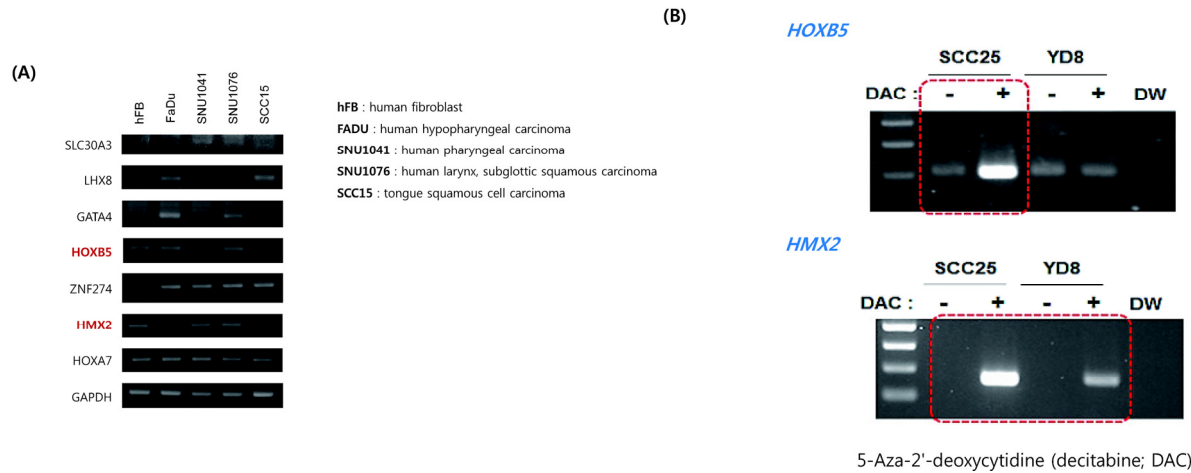 (A)
hFB
FaDu
SNU1041
SNU1076
SCC15
SLC30A3
LHX8
GATA4
HOXB5
ZNF274
HMX2
HOXA7
GAPDH
hFB : human fibroblast
FADU : human hypopharyngeal carcinoma
SNU1041 : human pharyngeal carcinoma
SNU1076 : human larynx, subglottic squamous carcinoma
SCC15 : tongue squamous cell carcinoma
(B)
HOXB5
SCC25 YD8
DAC : - + - + DW
HMX2
SCC25 YD8
DAC : - + - + DW
5-Aza-2'-deoxycytidine (decitabine; DAC)